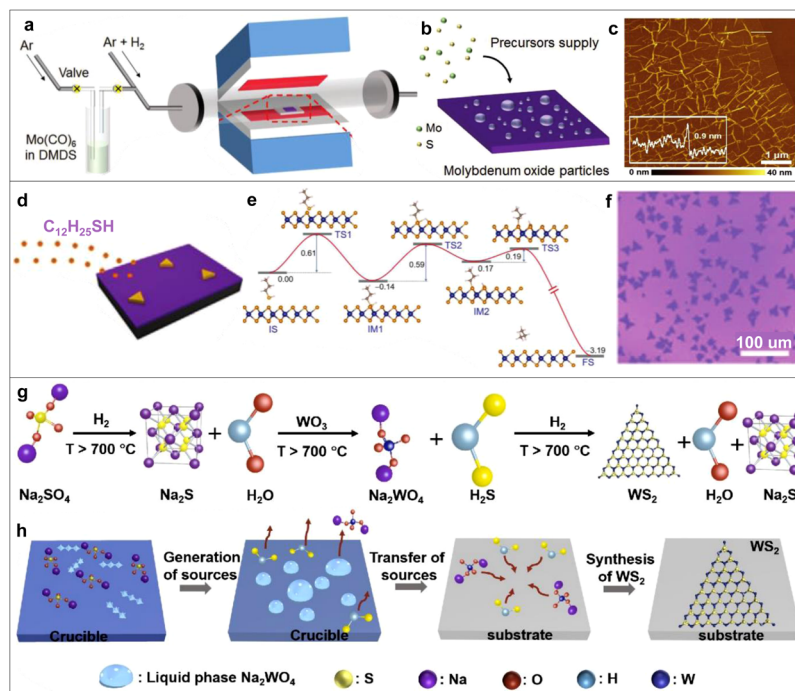 a
Ar
Ar + H₂
Valve
Mo(CO)₆
in DMDS
b
Precursors supply
Mo
S
Molybdenum oxide particles
c
0.9 nm
1 μm
0 nm
40 nm
d
C₁₂H₂₅SH
e
TS1
TS2
TS3
0.61
0.59
0.19
0.00
−0.14
0.17
IS
IM1
IM2
−3.19
FS
f
100 um
g
H₂
T > 700 °C
+
WO₃
T > 700 °C
+
H₂
T > 700 °C
+
+
Na₂SO₄
Na₂S
H₂O
Na₂WO₄
H₂S
WS₂
H₂O
Na₂S
h
Generation
of sources
Transfer of
sources
Synthesis
of WS₂
WS₂
Crucible
Crucible
substrate
substrate
: Liquid phase Na₂WO₄
: S
: Na
: O
: H
: W